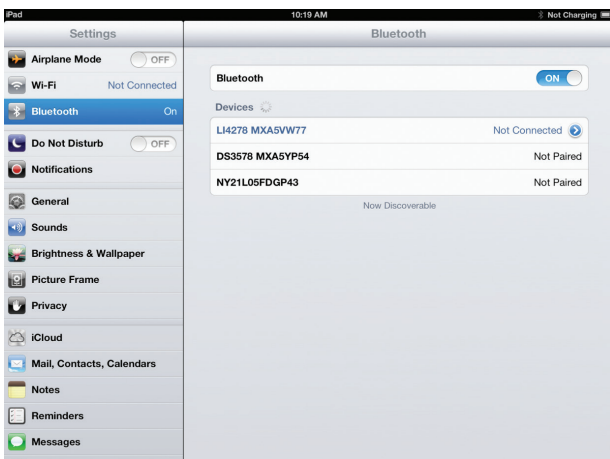 iPad 10:19 AM Not Charging
Settings
Bluetooth
Airplane Mode OFF
Wi-Fi Not Connected
Bluetooth On
Do Not Disturb OFF
Notifications
General
Sounds
Brightness & Wallpaper
Picture Frame
Privacy
iCloud
Mail, Contacts, Calendars
Notes
Reminders
Messages
Bluetooth ON
Devices
LI4278 MXA5VW77 Not Connected
DS3578 MXA5YP54 Not Paired
NY21L05FDGP43 Not Paired
Now Discoverable